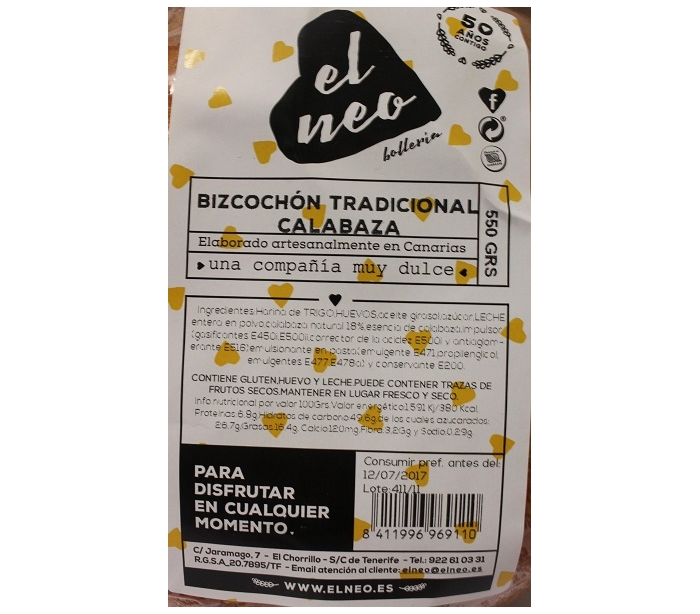 50
AÑOS
CONTIGO
el
neo
bollería
BIZCOCHÓN TRADICIONAL
CALABAZA
550 GRS
Elaborado artesanalmente en Canarias
una compañía muy dulce
Ingredientes:Harina de TRIGO,HUEVOS,aceite girasol,azúcar,LECHE
entera en polvo,calabaza natural 18%,esencia de calabaza,impulsor
(gasificantes E450I,E500II),corrector de la acidez E500II y antiaglom-
erante E516),emulsionante en pasta(emulgente E471,propilenglicol,
emulgentes E477,E478a) y conservante E200.
CONTIENE GLUTEN,HUEVO Y LECHE.PUEDE CONTENER TRAZAS DE
FRUTOS SECOS.MANTENER EN LUGAR FRESCO Y SECO.
Info nutricional por valor 100Grs.Valor energético1.591 Kj/380 Kcal.
Proteinas:6.8g.Hidratos de carbono:49.6g.de los cuales azucarados:
26.7g.Grasas:16.4g. Calcio:120mg.Fibra:3.2Gg y Sodio:0.29g.
PARA
DISFRUTAR
EN CUALQUIER
MOMENTO.
Consumir pref. antes del:
12/07/2017
Lote:411/11
8 411996 969110
C/ Jaramago, 7 - El Chorrillo - S/C de Tenerife - Tel.: 922 61 03 31
R.G.S.A_20.7895/TF - Email atención al cliente: elneo@elneo.es
WWW.ELNEO.ES